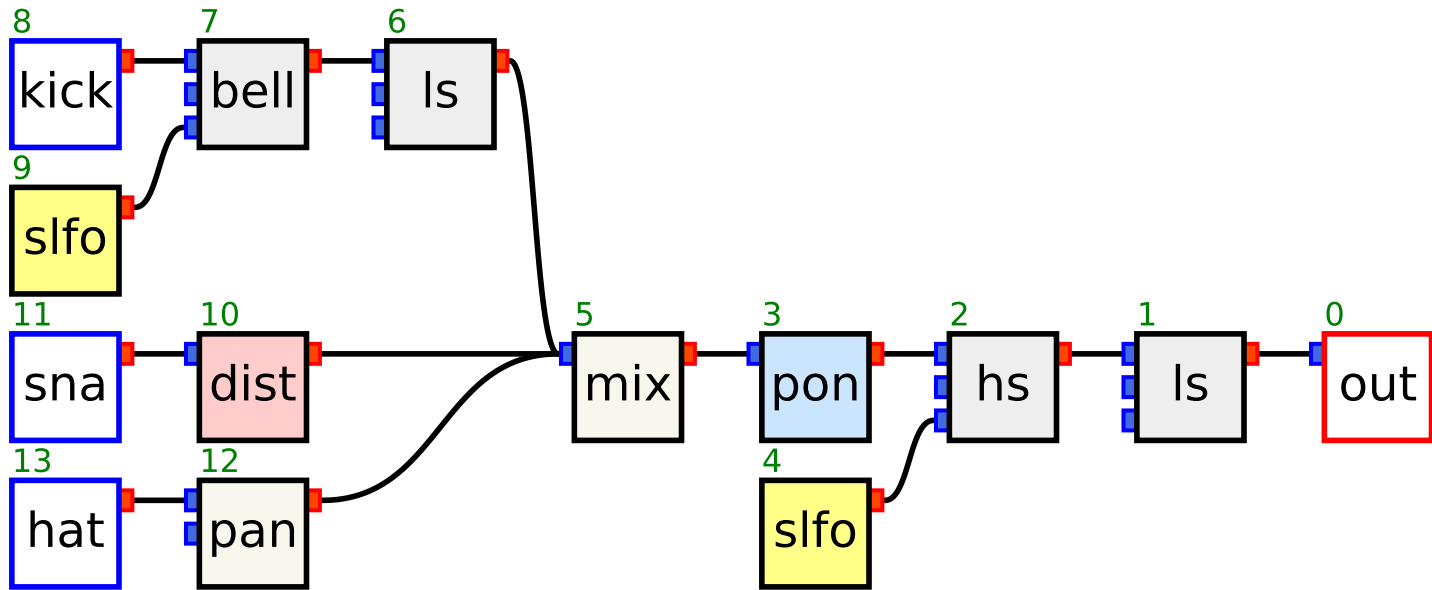 8 7 6
kick bell ls
9
slfo
11 10 5 3 2 1 0
sna dist mix pon hs ls out
13 12 4
hat pan slfo